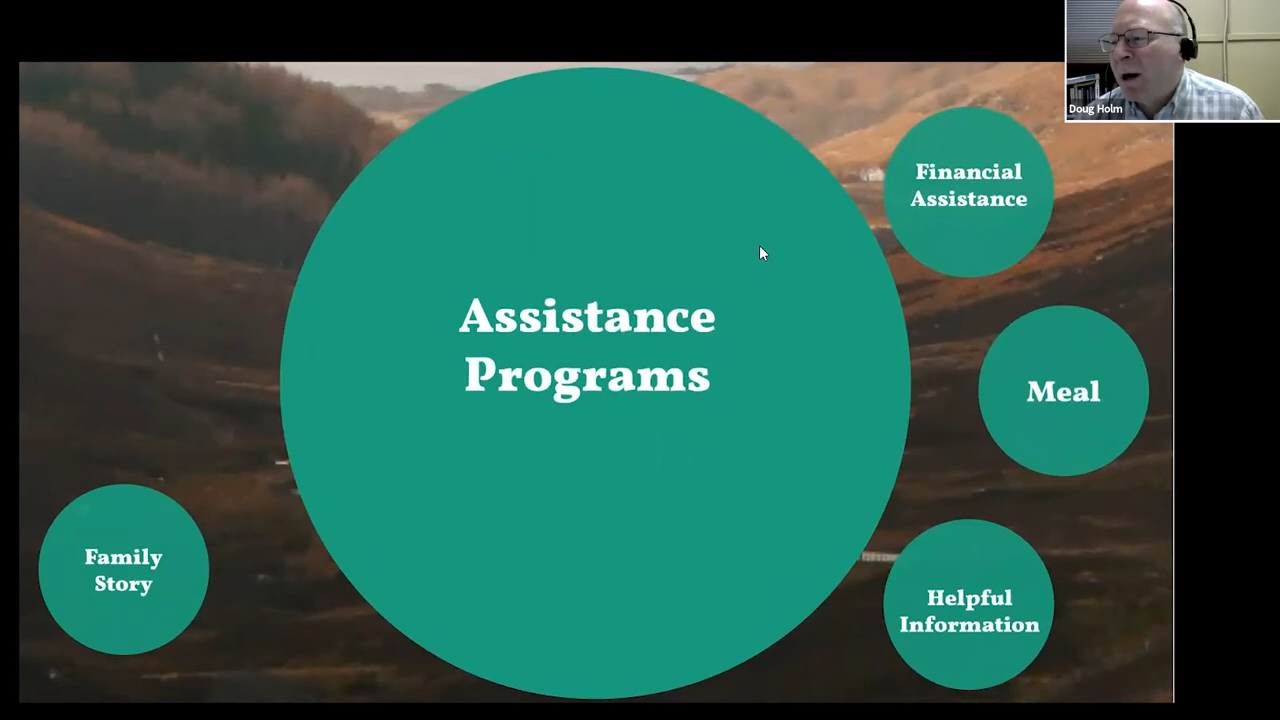 Doug Holm
Assistance
Programs
Financial
Assistance
Meal
Helpful
Information
Family
Story